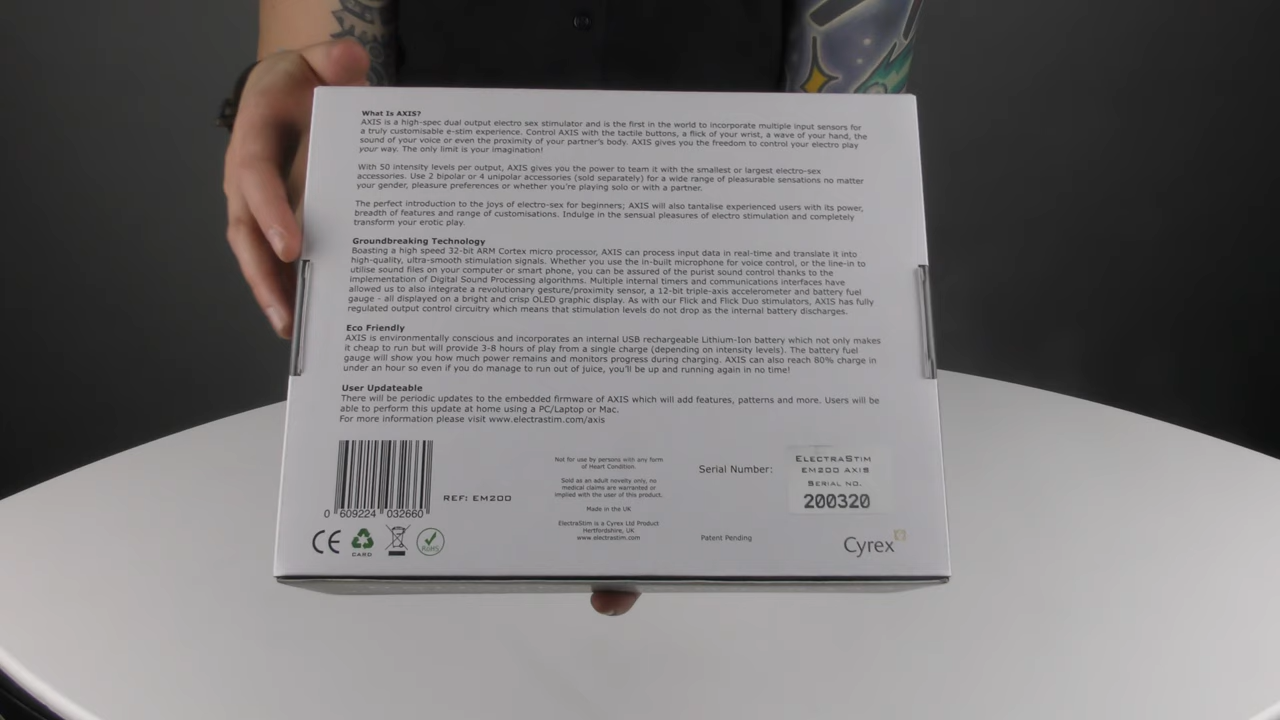 What Is AXIS?
AXIS is a high-spec dual output electro sex stimulator and is the first in the world to incorporate multiple input sensors for
a truly customisable e-stim experience. Control AXIS with the tactile buttons, a flick of your wrist, a wave of your hand, the
sound of your voice or even the proximity of your partner's body. AXIS gives you the freedom to control your electro play
your way. The only limit is your imagination!
With 50 intensity levels per output, AXIS gives you the power to team it with the smallest or largest electro-sex
accessories. Use 2 bipolar or 4 unipolar accessories (sold separately) for a wide range of pleasurable sensations no matter
your gender, pleasure preferences or whether you're playing solo or with a partner.
The perfect introduction to the joys of electro-sex for beginners; AXIS will also tantalise experienced users with its power,
breadth of features and range of customisations. Indulge in the sensual pleasures of electro stimulation and completely
transform your erotic play.
Groundbreaking Technology
Boasting a high speed 32-bit ARM Cortex micro processor, AXIS can process input data in real-time and translate it into
high-quality, ultra-smooth stimulation signals. Whether you use the in-built microphone for voice control, or the line-in to
utilise sound files on your computer or smart phone, you can be assured of the purist sound control thanks to the
implementation of Digital Sound Processing algorithms. Multiple internal timers and communications interfaces have
allowed us to also integrate a revolutionary gesture/proximity sensor, a 12-bit triple-axis accelerometer and battery fuel
gauge - all displayed on a bright and crisp OLED graphic display. As with our Flick and Flick Duo stimulators, AXIS has fully
regulated output control circuitry which means that stimulation levels do not drop as the internal battery discharges.
Eco Friendly
AXIS is environmentally conscious and incorporates an internal USB rechargeable Lithium-Ion battery which not only makes
it cheap to run but will provide 3-8 hours of play from a single charge (depending on intensity levels). The battery fuel
gauge will show you how much power remains and monitors progress during charging. AXIS can also reach 80% charge in
under an hour so even if you do manage to run out of juice, you'll be up and running again in no time!
User Updateable
There will be periodic updates to the embedded firmware of AXIS which will add features, patterns and more. Users will be
able to perform this update at home using a PC/Laptop or Mac.
For more information please visit www.electrastim.com/axis
0 609224 032660
REF: EM200
CE
CARD
RoHS
Not for use by persons with any form
of Heart Condition.
Sold as an adult novelty only, no
medical claims are warranted or
implied with the user of this product.
Made in the UK
ElectraStim is a Cyrex Ltd Product
Hertfordshire, UK
www.electrastim.com
Serial Number:
ElectraStim
EM200 AXIS
Serial No.
200320
Patent Pending
Cyrex